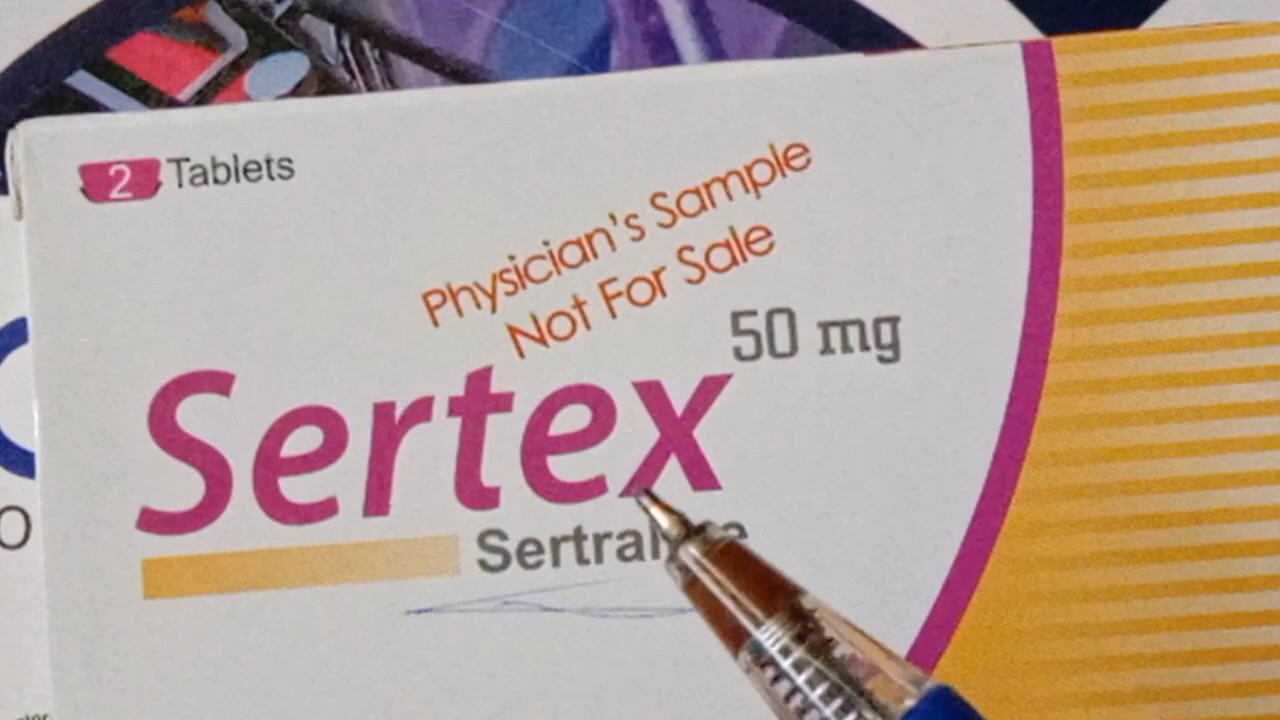 2 Tablets
Physician's Sample
Not For Sale
50 mg
Sertex
O